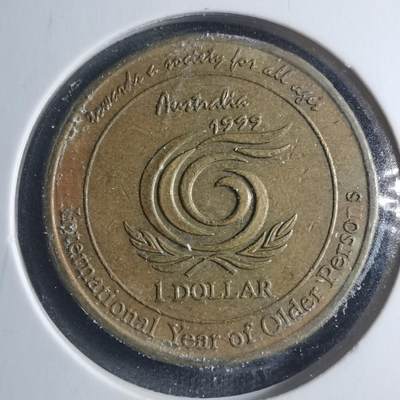 towards a society for all ages
Australia
1999
1 DOLLAR
International Year of Older Persons